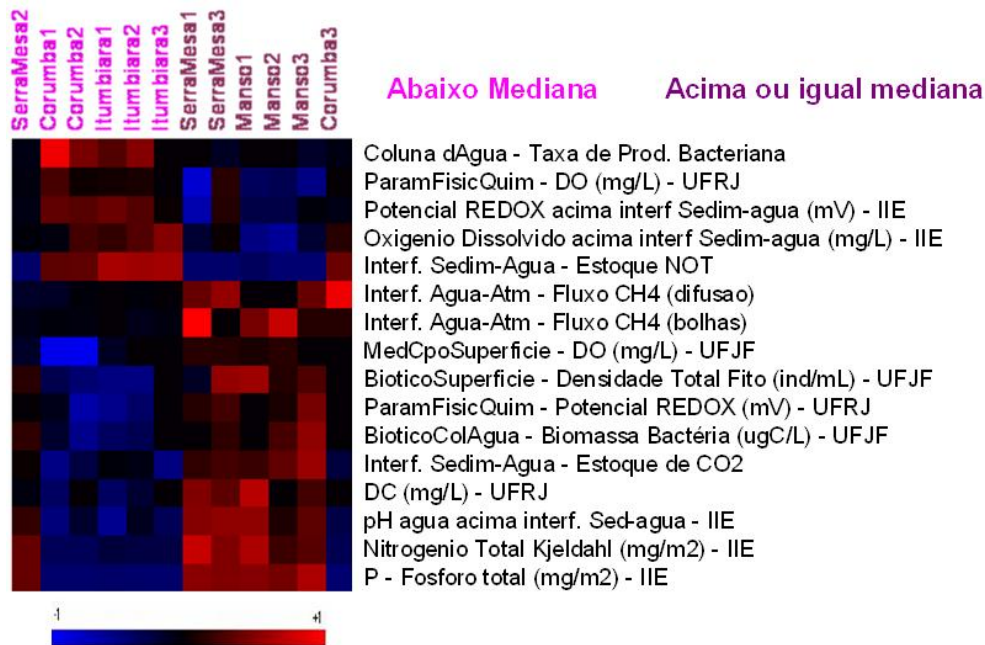 SerraMesa2
Corumba1
Corumba2
Itumbiara1
Itumbiara2
Itumbiara3
SerraMesa1
SerraMesa3
Manso1
Manso2
Manso3
Corumba3
Abaixo Mediana
Acima ou igual mediana
Coluna dAgua - Taxa de Prod. Bacteriana
ParamFisicQuim - DO (mg/L) - UFRJ
Potencial REDOX acima interf Sedim-agua (mV) - IIE
Oxigenio Dissolvido acima interf Sedim-agua (mg/L) - IIE
Interf. Sedim-Agua - Estoque NOT
Interf. Agua-Atm - Fluxo CH4 (difusao)
Interf. Agua-Atm - Fluxo CH4 (bolhas)
MedCpoSuperficie - DO (mg/L) - UFJF
BioticoSuperficie - Densidade Total Fito (ind/mL) - UFJF
ParamFisicQuim - Potencial REDOX (mV) - UFRJ
BioticoColAgua - Biomassa Bactéria (ugC/L) - UFJF
Interf. Sedim-Agua - Estoque de CO2
DC (mg/L) - UFRJ
pH agua acima interf. Sed-agua - IIE
Nitrogenio Total Kjeldahl (mg/m2) - IIE
P - Fosforo total (mg/m2) - IIE
-1
+1